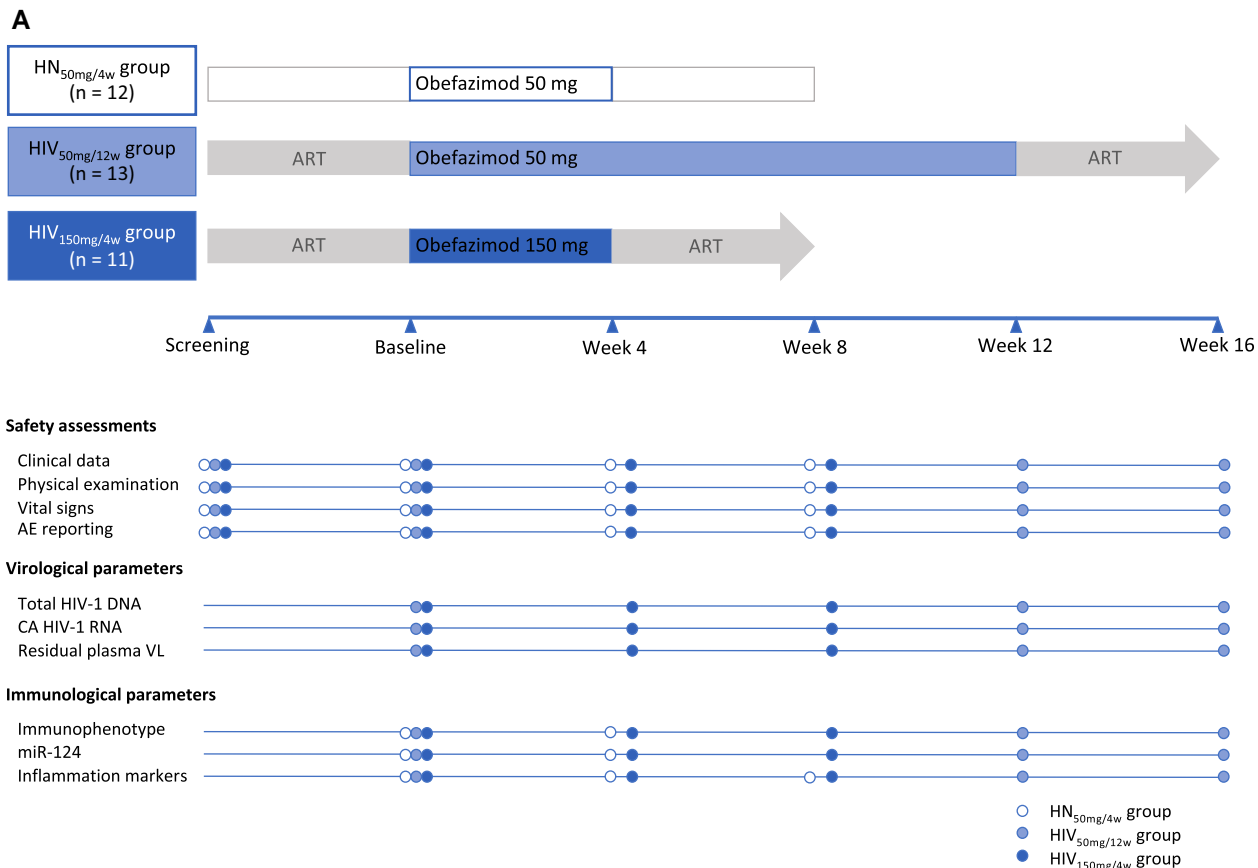 A
HN50mg/4w group
(n = 12)
Obefazimod 50 mg
HIV50mg/12w group
(n = 13)
ART
Obefazimod 50 mg
ART
HIV150mg/4w group
(n = 11)
ART
Obefazimod 150 mg
ART
Screening
Baseline
Week 4
Week 8
Week 12
Week 16
Safety assessments
Clinical data
Physical examination
Vital signs
AE reporting
Virological parameters
Total HIV-1 DNA
CA HIV-1 RNA
Residual plasma VL
Immunological parameters
Immunophenotype
miR-124
Inflammation markers
HN50mg/4w group
HIV50mg/12w group
HIV150mg/4w group